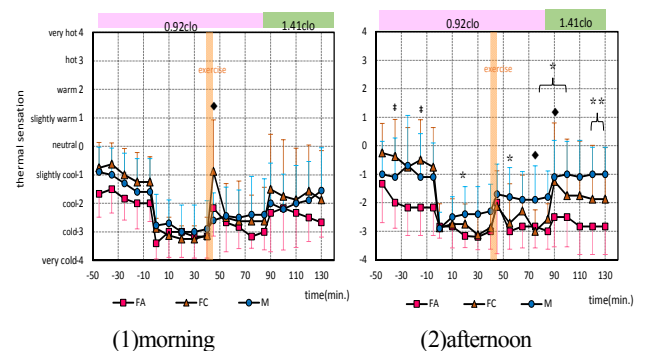 0.92clo 1.41clo
very hot 4
hot 3
warm 2
slightly warm 1
neutral 0
slightly cool-1
cool-2
cold-3
very cold-4
thermal sensation
exercise
◆
-50 -30 -10 10 30 50 70 90 110 130
time(min.)
FA FC M
(1)morning
0.92clo 1.41clo
4
3
2
1
0
-1
-2
-3
-4
exercise
‡ ‡ * * ◆ * ◆ **
-50 -30 -10 10 30 50 70 90 110 130
time(min.)
FA FC M
(2)afternoon